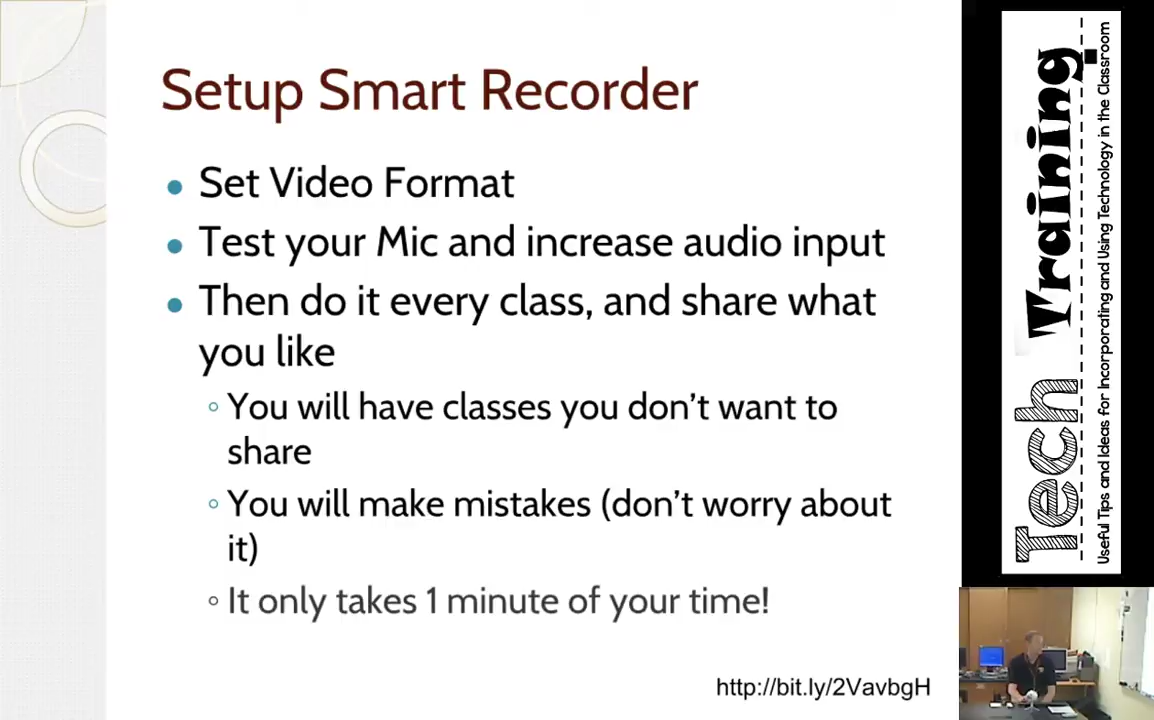 Setup Smart Recorder
Set Video Format
Test your Mic and increase audio input
Then do it every class, and share what
you like
You will have classes you don't want to
share
You will make mistakes (don't worry about
it)
It only takes 1 minute of your time!
http://bit.ly/2VavbgH
Tech Training
Useful Tips and Ideas for Incorporating and Using Technology in the Classroom